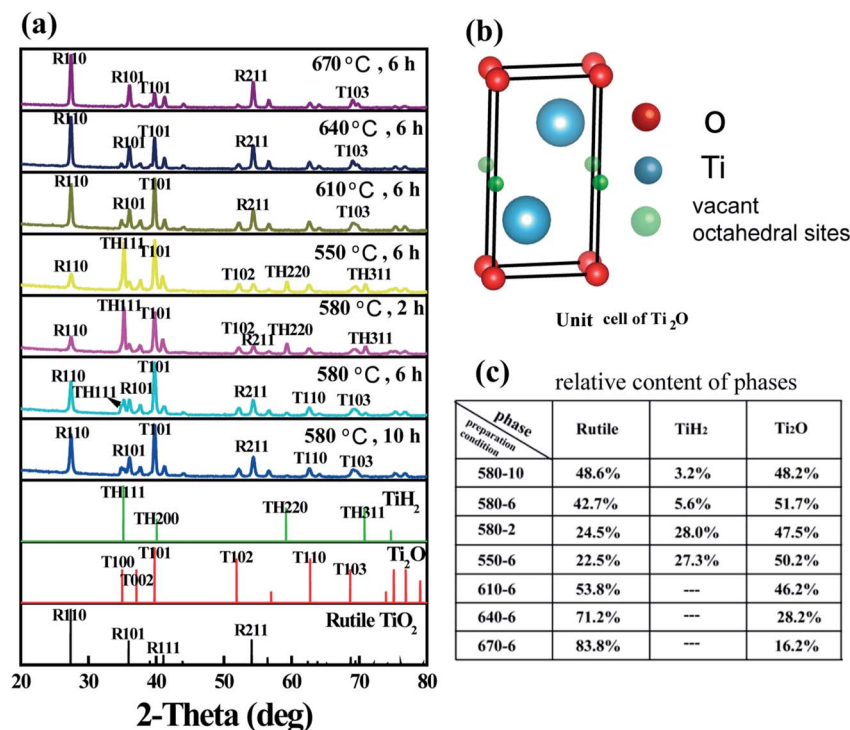 (a)
R110 R101 T101 R211 670 °C , 6 h T103
R110 R101 T101 R211 640 °C , 6 h T103
R110 R101 T101 R211 610 °C , 6 h T103
R110 TH111 T101 550 °C , 6 h T102 TH220 TH311
R110 TH111 T101 580 °C , 2 h T102 R211 TH220 TH311
R110 TH111 R101 T101 R211 580 °C , 6 h T110 T103
R110 R101 T101 R211 580 °C , 10 h T110 T103
TH111 TH200 TH220 TH311 TiH2
T100 T002 T101 T102 T110 T103 Ti2O
R110 R101 R111 R211 Rutile TiO2
20 30 40 50 60 70 80
2-Theta (deg)
(b)
O
Ti
vacant
octahedral sites
Unit cell of Ti2O
(c) relative content of phases
phase preparation condition Rutile TiH2 Ti2O
580-10 48.6% 3.2% 48.2%
580-6 42.7% 5.6% 51.7%
580-2 24.5% 28.0% 47.5%
550-6 22.5% 27.3% 50.2%
610-6 53.8% --- 46.2%
640-6 71.2% --- 28.2%
670-6 83.8% --- 16.2%